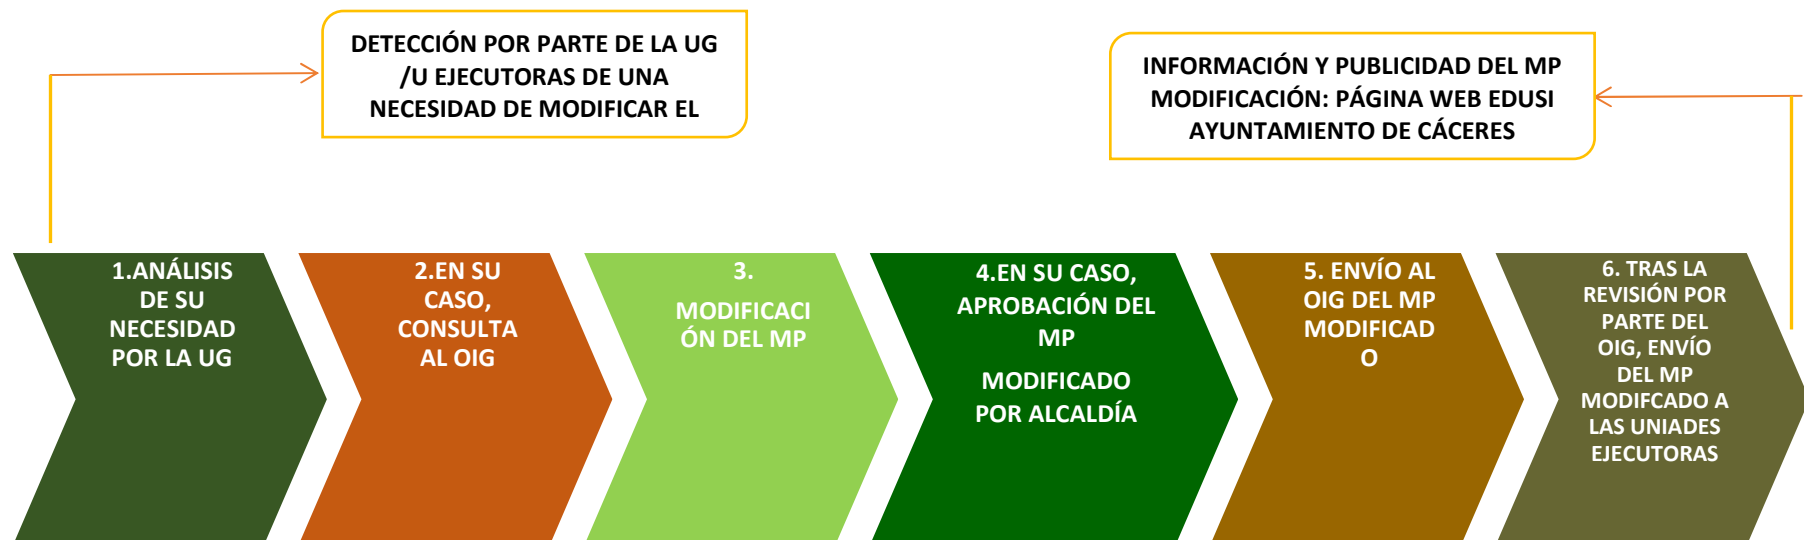 DETECCIÓN POR PARTE DE LA UG
/U EJECUTORAS DE UNA
NECESIDAD DE MODIFICAR EL
INFORMACIÓN Y PUBLICIDAD DEL MP
MODIFICACIÓN: PÁGINA WEB EDUSI
AYUNTAMIENTO DE CÁCERES
1.ANÁLISIS
DE SU
NECESIDAD
POR LA UG
2.EN SU
CASO,
CONSULTA
AL OIG
3.
MODIFICACI
ÓN DEL MP
4.EN SU CASO,
APROBACIÓN DEL
MP
MODIFICADO
POR ALCALDÍA
5. ENVÍO AL
OIG DEL MP
MODIFICAD
O
6. TRAS LA
REVISIÓN POR
PARTE DEL
OIG, ENVÍO
DEL MP
MODIFCADO A
LAS UNIADES
EJECUTORAS